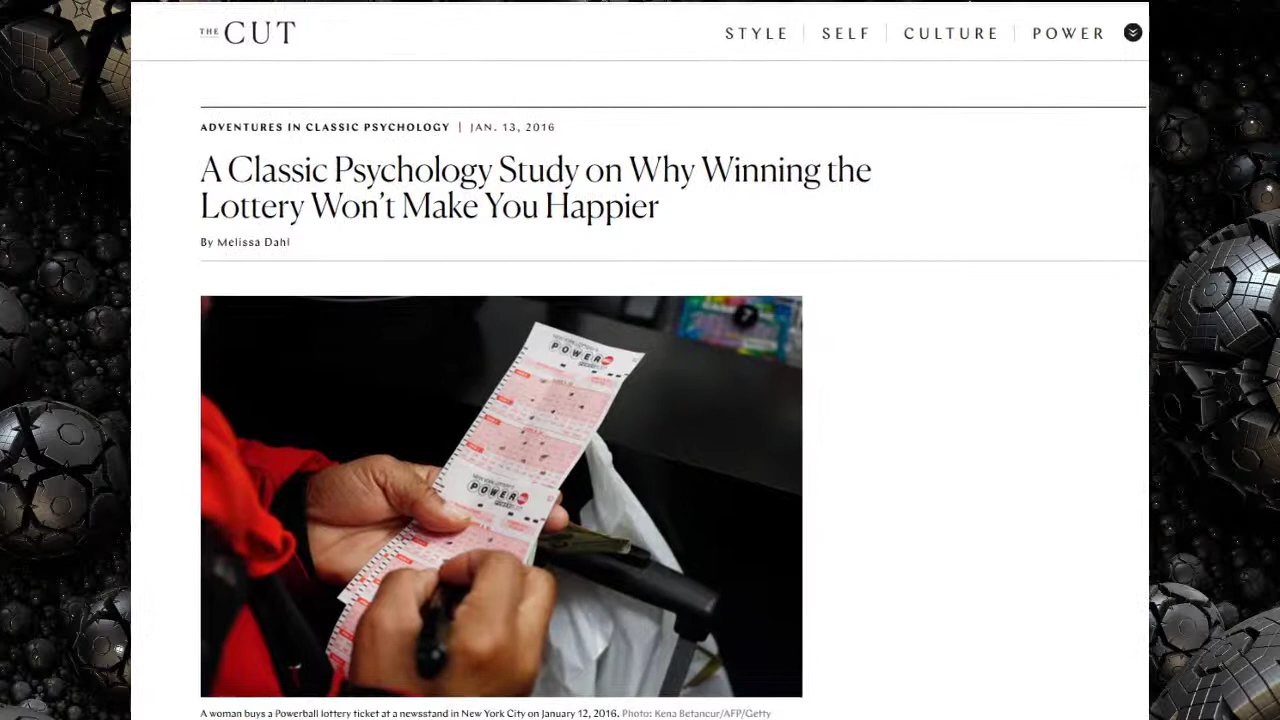 THE CUT
STYLE SELF CULTURE POWER
ADVENTURES IN CLASSIC PSYCHOLOGY | JAN. 13, 2016
A Classic Psychology Study on Why Winning the
Lottery Won't Make You Happier
By Melissa Dahl
POWER
POWER
A woman buys a Powerball lottery ticket at a newsstand in New York City on January 12, 2016. Photo: Kena Betancur/AFP/Getty